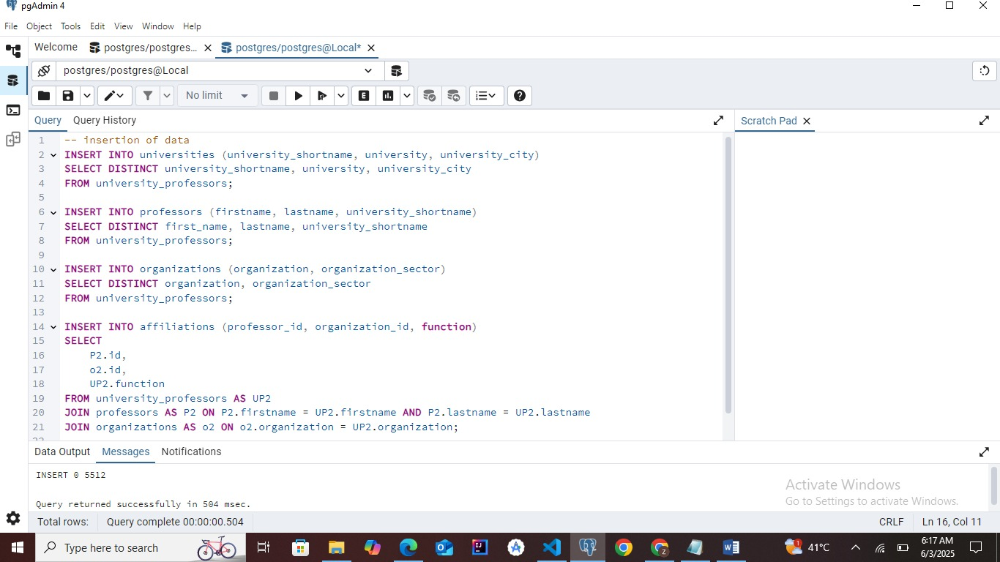 pgAdmin 4
File Object Tools Edit View Window Help
Welcome postgres/postgres... postgres/postgres@Local*
postgres/postgres@Local
No limit
Query Query History
Scratch Pad
1 -- insertion of data
2 INSERT INTO universities (university_shortname, university, university_city)
3 SELECT DISTINCT university_shortname, university, university_city
4 FROM university_professors;
5
6 INSERT INTO professors (firstname, lastname, university_shortname)
7 SELECT DISTINCT first_name, lastname, university_shortname
8 FROM university_professors;
9
10 INSERT INTO organizations (organization, organization_sector)
11 SELECT DISTINCT organization, organization_sector
12 FROM university_professors;
13
14 INSERT INTO affiliations (professor_id, organization_id, function)
15 SELECT
16 P2.id,
17 o2.id,
18 UP2.function
19 FROM university_professors AS UP2
20 JOIN professors AS P2 ON P2.firstname = UP2.firstname AND P2.lastname = UP2.lastname
21 JOIN organizations AS o2 ON o2.organization = UP2.organization;
Data Output Messages Notifications
INSERT 0 5512
Query returned successfully in 504 msec.
Activate Windows
Go to Settings to activate Windows.
Total rows: Query complete 00:00:00.504 CRLF Ln 16, Col 11
Type here to search
41°C
6:17 AM
6/3/2025